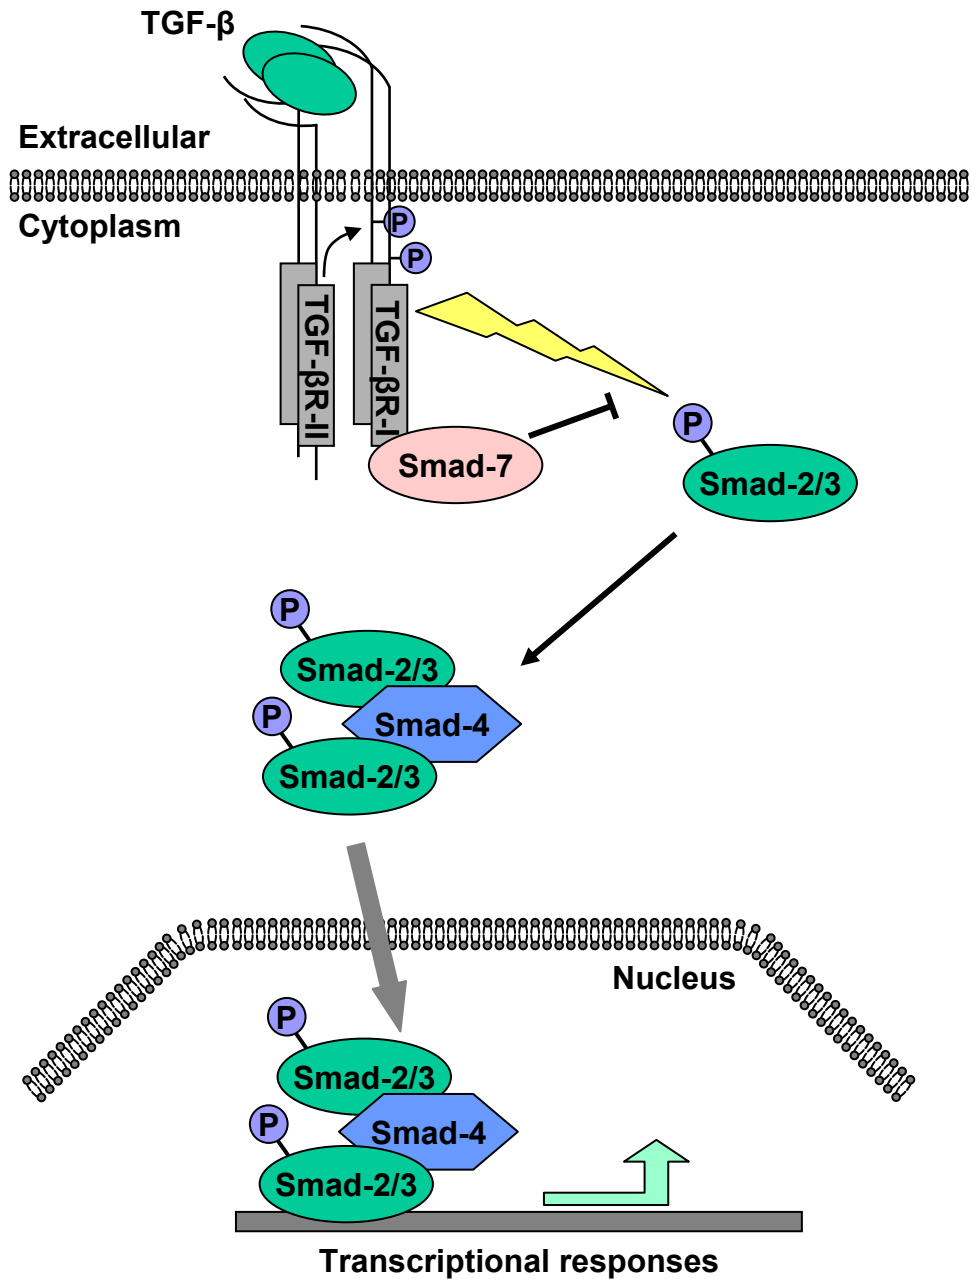 TGF-β
Extracellular
Cytoplasm
P
P
TGF-βR-II
TGF-βR-I
P
Smad-7
Smad-2/3
P
Smad-2/3
P
Smad-4
Smad-2/3
Nucleus
P
Smad-2/3
P
Smad-4
Smad-2/3
Transcriptional responses